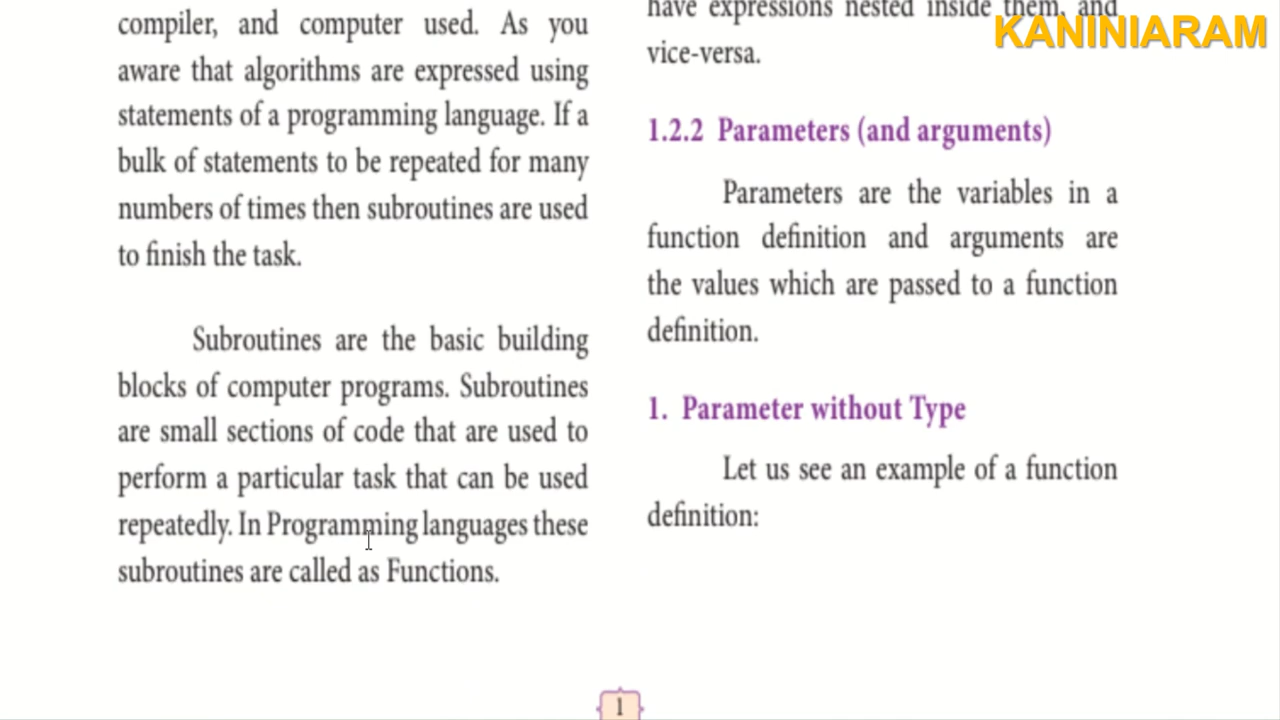 compiler, and computer used. As you
aware that algorithms are expressed using
statements of a programming language. If a
bulk of statements to be repeated for many
numbers of times then subroutines are used
to finish the task.
Subroutines are the basic building
blocks of computer programs. Subroutines
are small sections of code that are used to
perform a particular task that can be used
repeatedly. In Programming languages these
subroutines are called as Functions.
have expressions nested inside them, and
vice-versa.
1.2.2 Parameters (and arguments)
Parameters are the variables in a
function definition and arguments are
the values which are passed to a function
definition.
1. Parameter without Type
Let us see an example of a function
definition:
1
KANINIARAM